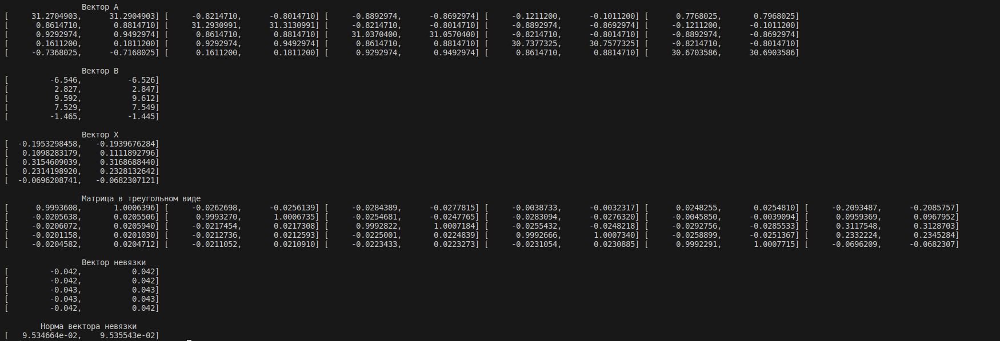 Вектор A
[ 31.2704903, 31.2904903] [ -0.8214710, -0.8014710] [ -0.8892974, -0.8692974] [ -0.1211200, -0.1011200] [ 0.7768025, 0.7968025]
[ 0.8614710, 0.8814710] [ 31.2930991, 31.3130991] [ -0.8214710, -0.8014710] [ -0.8892974, -0.8692974] [ -0.1211200, -0.1011200]
[ 0.9292974, 0.9492974] [ 0.8614710, 0.8814710] [ 31.0370400, 31.0570400] [ -0.8214710, -0.8014710] [ -0.8892974, -0.8692974]
[ 0.1611200, 0.1811200] [ 0.9292974, 0.9492974] [ 0.8614710, 0.8814710] [ 30.7377325, 30.7577325] [ -0.8214710, -0.8014710]
[ -0.7368025, -0.7168025] [ 0.1611200, 0.1811200] [ 0.9292974, 0.9492974] [ 0.8614710, 0.8814710] [ 30.6703586, 30.6903586]
Вектор B
[ -6.546, -6.526]
[ 2.827, 2.847]
[ 9.592, 9.612]
[ 7.529, 7.549]
[ -1.465, -1.445]
Вектор X
[ -0.1953298458, -0.1939676284]
[ 0.1098283179, 0.1111892796]
[ 0.3154609039, 0.3168688440]
[ 0.2314198920, 0.2328132642]
[ -0.0696208741, -0.0682307121]
Матрица в треугольном виде
[ 0.9993608, 1.0006396] [ -0.0262698, -0.0256139] [ -0.0284389, -0.0277815] [ -0.0038733, -0.0032317] [ 0.0248255, 0.0254810] [ -0.2093487, -0.2085757]
[ -0.0205638, 0.0205506] [ 0.9993270, 1.0006735] [ -0.0254681, -0.0247765] [ -0.0283094, -0.0276320] [ -0.0045850, -0.0039094] [ 0.0959369, 0.0967952]
[ -0.0206072, 0.0205940] [ -0.0217454, 0.0217308] [ 0.9992822, 1.0007184] [ -0.0255432, -0.0248218] [ -0.0292756, -0.0285533] [ 0.3117548, 0.3128703]
[ -0.0201158, 0.0201030] [ -0.0212736, 0.0212593] [ -0.0225001, 0.0224839] [ 0.9992666, 1.0007340] [ -0.0258899, -0.0251367] [ 0.2332224, 0.2345284]
[ -0.0204582, 0.0204712] [ -0.0211052, 0.0210910] [ -0.0223433, 0.0223273] [ -0.0231054, 0.0230885] [ 0.9992291, 1.0007715] [ -0.0696209, -0.0682307]
Вектор невязки
[ -0.042, 0.042]
[ -0.042, 0.042]
[ -0.043, 0.043]
[ -0.043, 0.043]
[ -0.042, 0.042]
Норма вектора невязки
[ 9.534664e-02, 9.535543e-02]